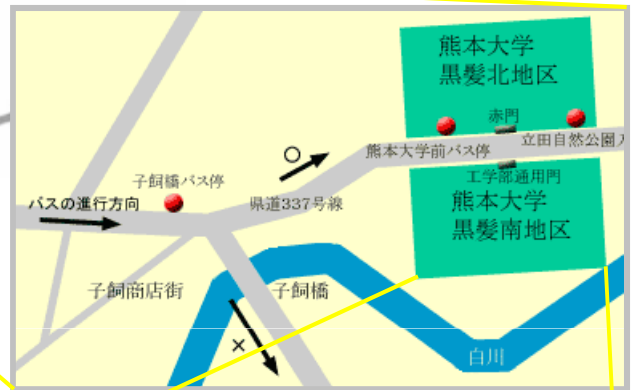 熊本大学
黒髪北地区
赤門
立田自然公園入
熊本大学前バス停
○
子飼橋バス停
工学部通用門
バスの進行方向
県道337号線
熊本大学
黒髪南地区
子飼商店街
子飼橋
×
白川